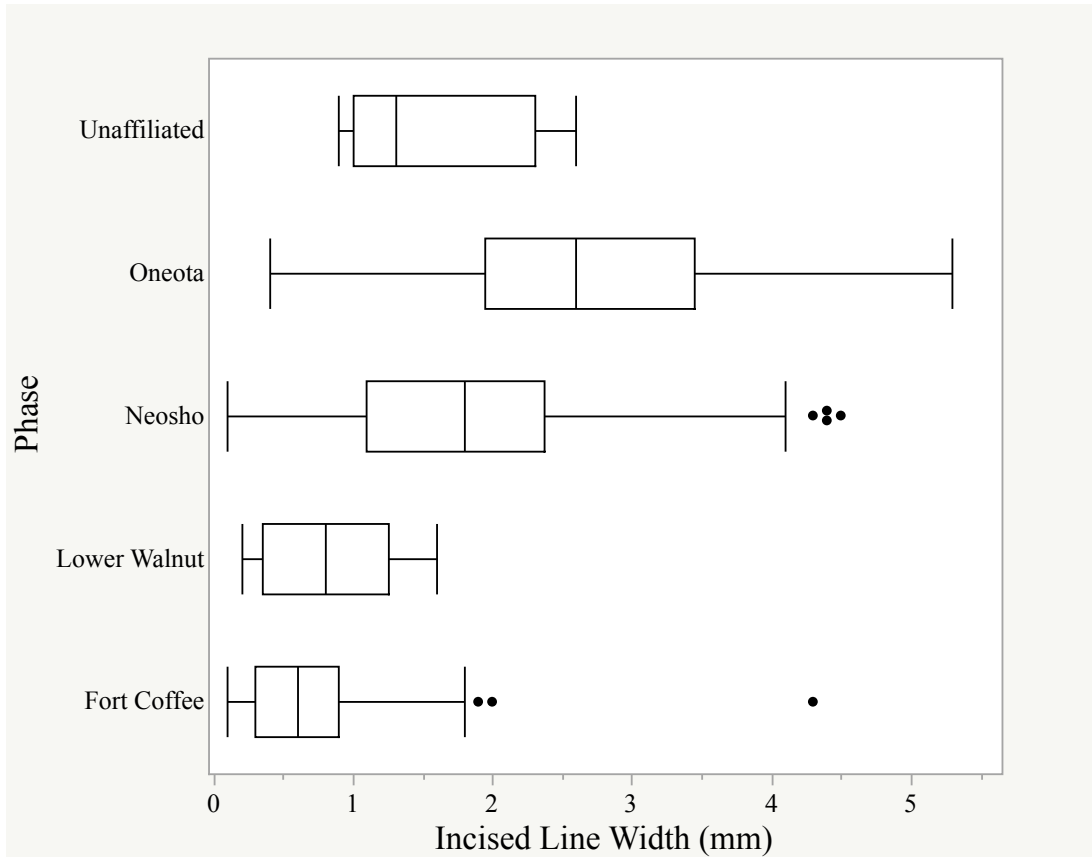 Unaffiliated
Oneota
Neosho
Lower Walnut
Fort Coffee
Phase
0 1 2 3 4 5
Incised Line Width (mm)